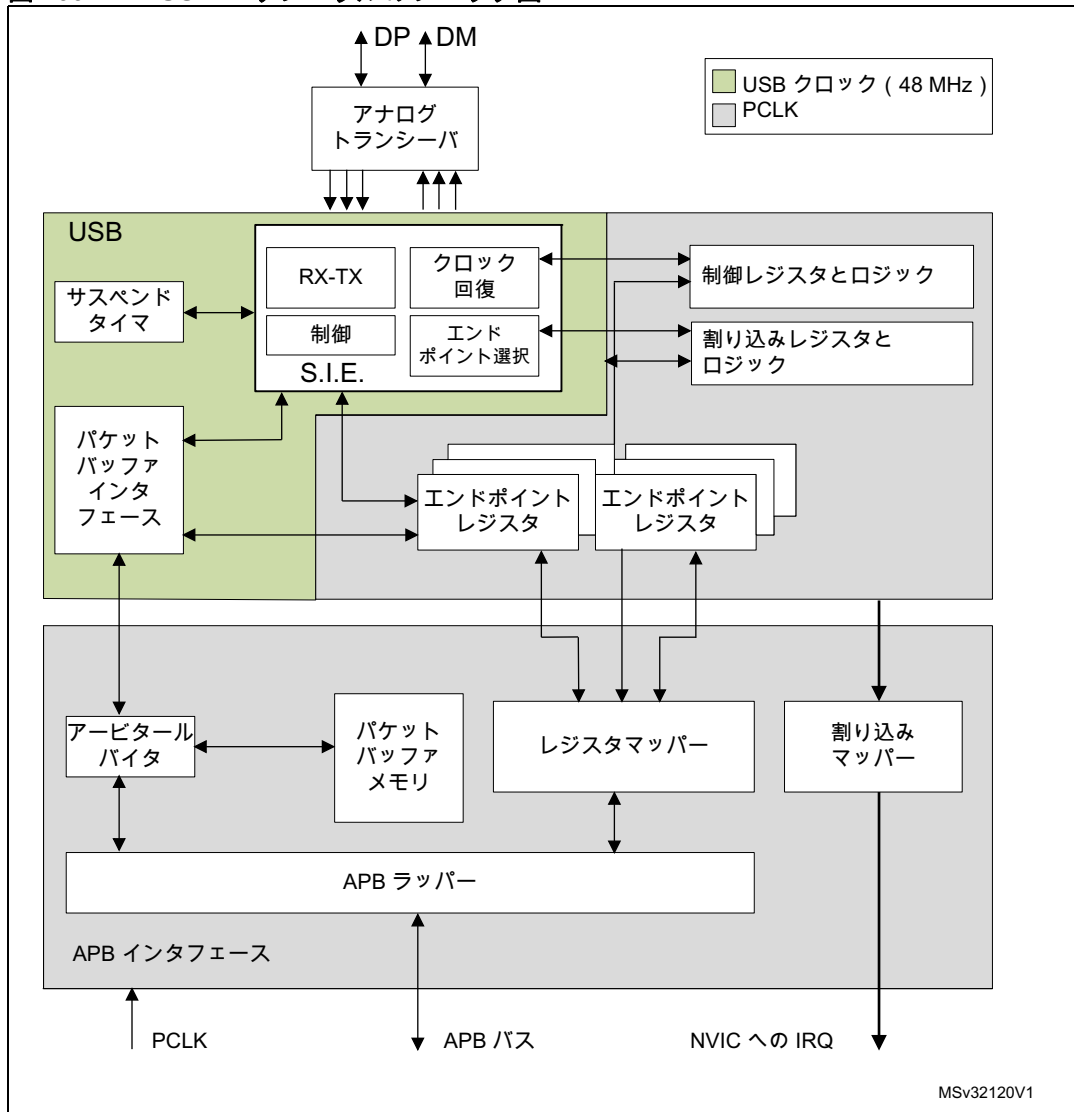 DP DM
アナログ
トランシーバ
USB クロック ( 48 MHz )
PCLK
USB
RX-TX
クロック
回復
制御
エンド
ポイント選択
S.I.E.
サスペンド
タイマ
制御レジスタとロジック
割り込みレジスタと
ロジック
パケット
バッファ
インタ
フェース
エンドポイント
レジスタ
エンドポイント
レジスタ
アービタール
バイタ
パケット
バッファ
メモリ
レジスタマッパー
割り込み
マッパー
APB ラッパー
APB インタフェース
PCLK
APB バス
NVIC への IRQ
MSv32120V1